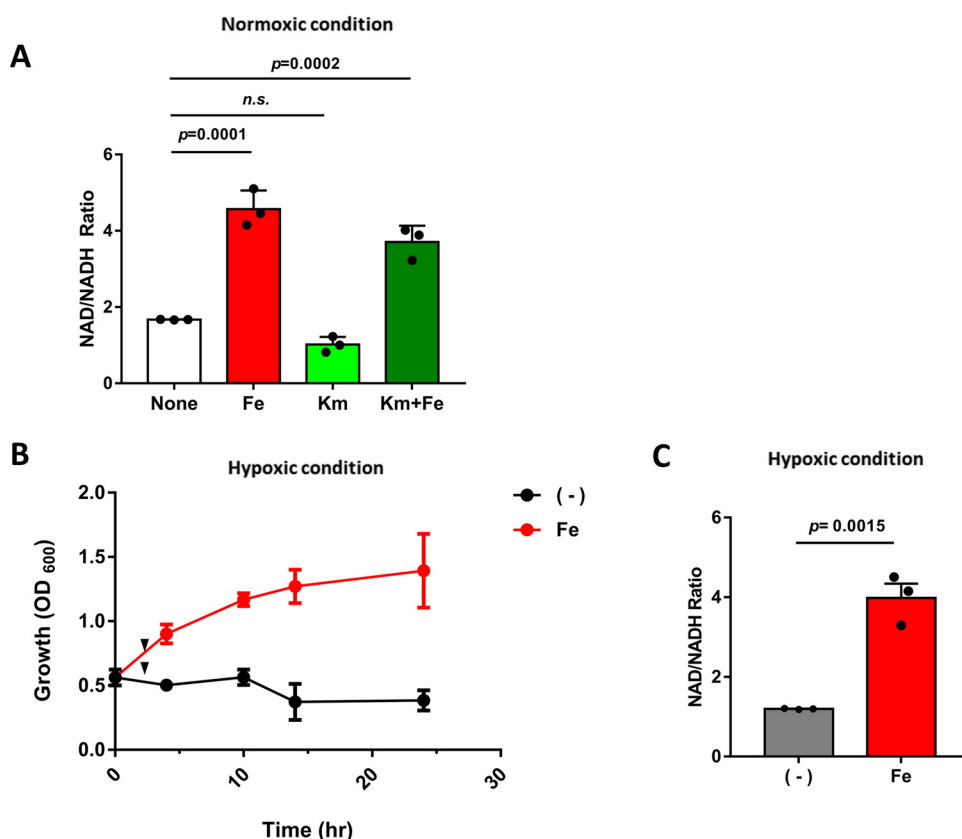 Normoxic condition
A
p=0.0002
n.s.
p=0.0001
NAD/NADH Ratio
6
4
2
0
None Fe Km Km+Fe
B
Hypoxic condition
Growth (OD 600)
2.0
1.5
1.0
0.5
0.0
0 10 20 30
Time (hr)
( - )
Fe
C
Hypoxic condition
p= 0.0015
NAD/NADH Ratio
6
4
2
0
( - ) Fe